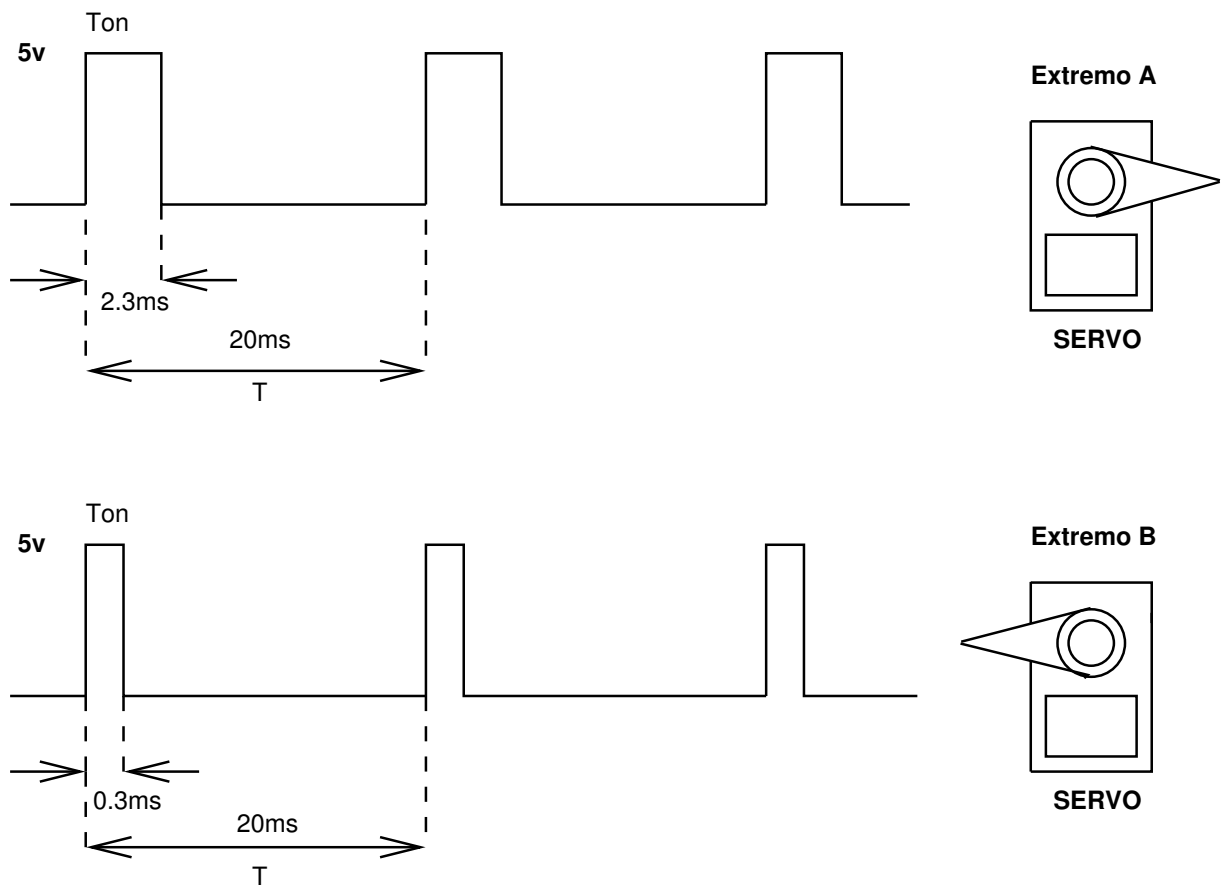 Ton
5v
Extremo A
2.3ms
20ms
T
SERVO
Ton
5v
Extremo B
0.3ms
20ms
T
SERVO